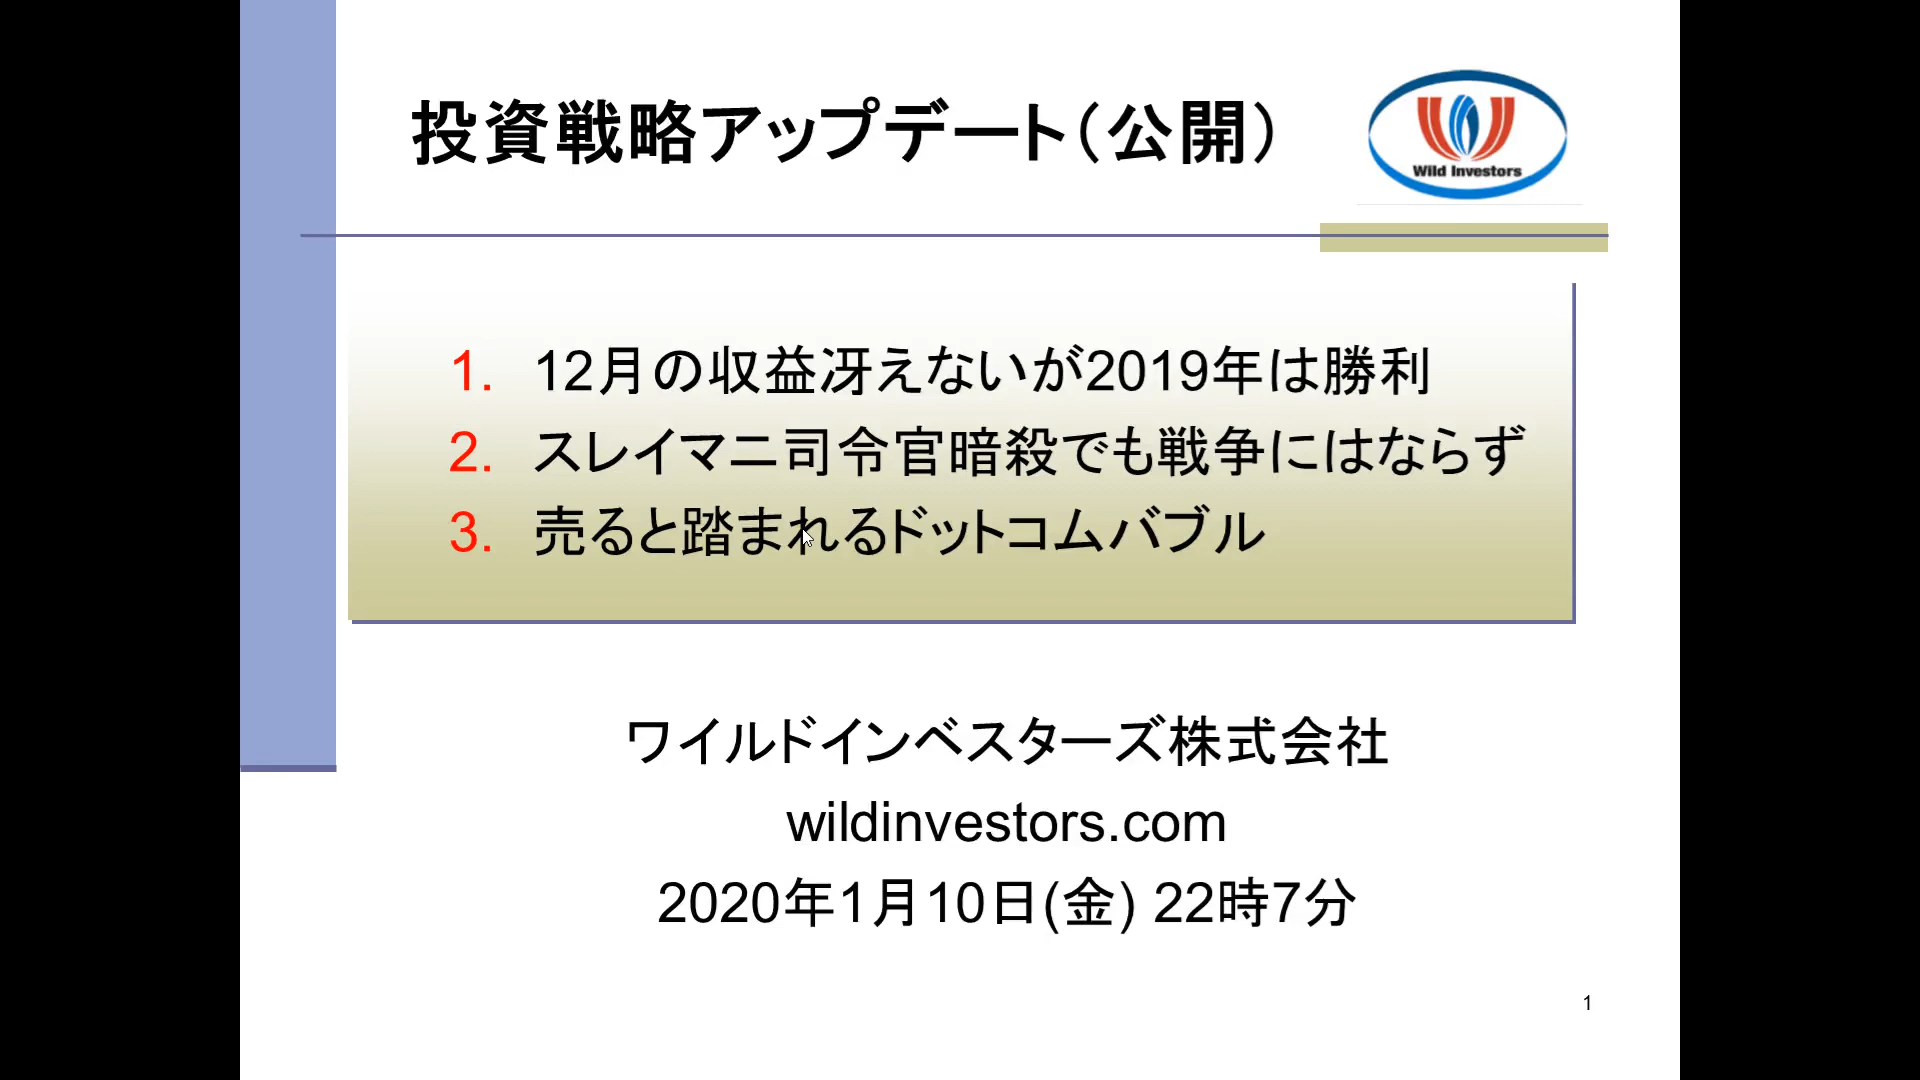 投資戦略アップデート（公開）
Wild Investors
1. 12月の収益冴えないが2019年は勝利
2. スレイマニ司令官暗殺でも戦争にはならず
3. 売ると踏まれるドットコムバブル
ワイルドインベスターズ株式会社
wildinvestors.com
2020年1月10日(金) 22時7分
1